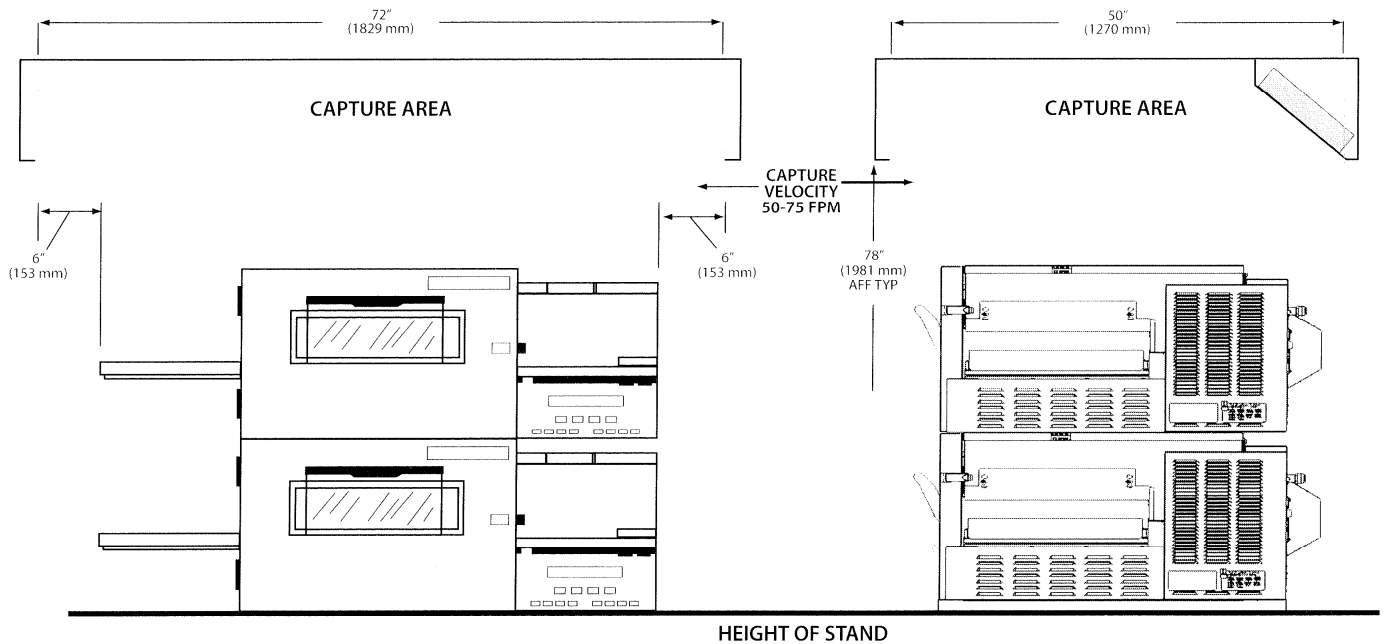 72"
(1829 mm)
50"
(1270 mm)
CAPTURE AREA
CAPTURE AREA
CAPTURE
VELOCITY
50-75 FPM
6"
(153 mm)
6"
(153 mm)
78"
(1981 mm)
AFF TYP
HEIGHT OF STAND